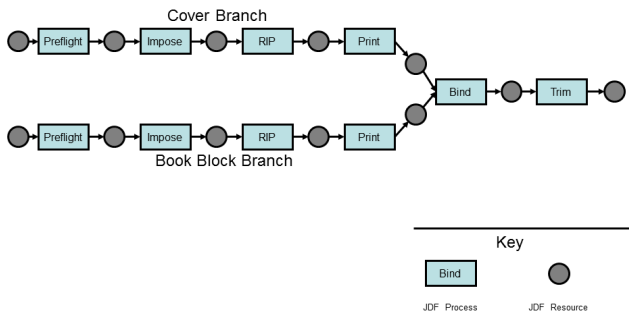 Cover Branch
Preflight Impose RIP Print
Bind Trim
Preflight Impose RIP Print
Book Block Branch
Key
Bind
JDF Process JDF Resource